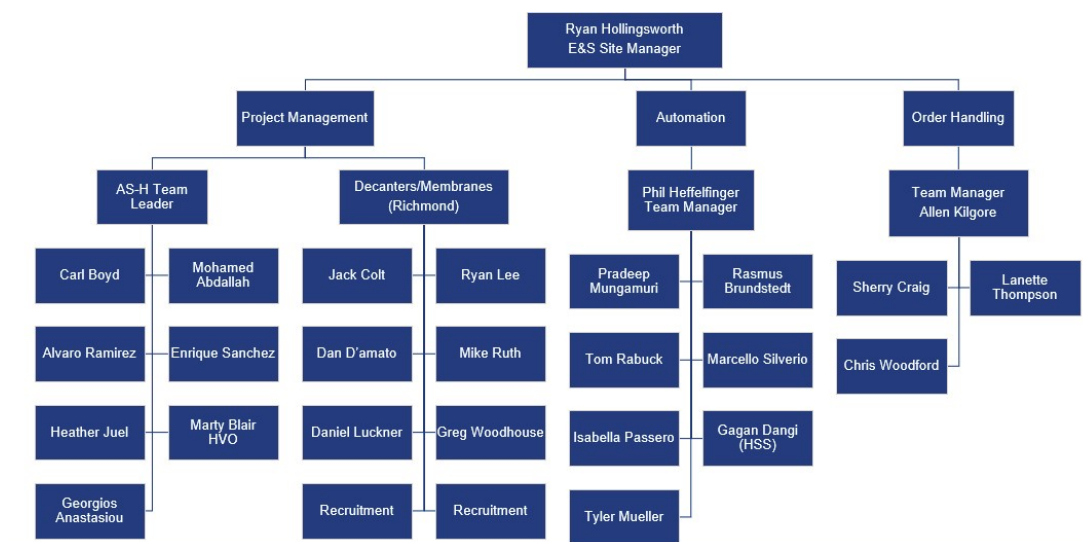 Ryan Hollingsworth
E&S Site Manager
Project Management
Automation
Order Handling
AS-H Team
Leader
Decanters/Membranes
(Richmond)
Phil Heffelfinger
Team Manager
Team Manager
Allen Kilgore
Carl Boyd
Mohamed
Abdallah
Jack Colt
Ryan Lee
Pradeep
Mungamuri
Rasmus
Brundstedt
Sherry Craig
Lanette
Thompson
Alvaro Ramirez
Enrique Sanchez
Dan D'amato
Mike Ruth
Tom Rabuck
Marcello Silverio
Chris Woodford
Heather Juel
Marty Blair
HVO
Daniel Luckner
Greg Woodhouse
Isabella Passero
Gagan Dangi
(HSS)
Georgios
Anastasiou
Recruitment
Recruitment
Tyler Mueller